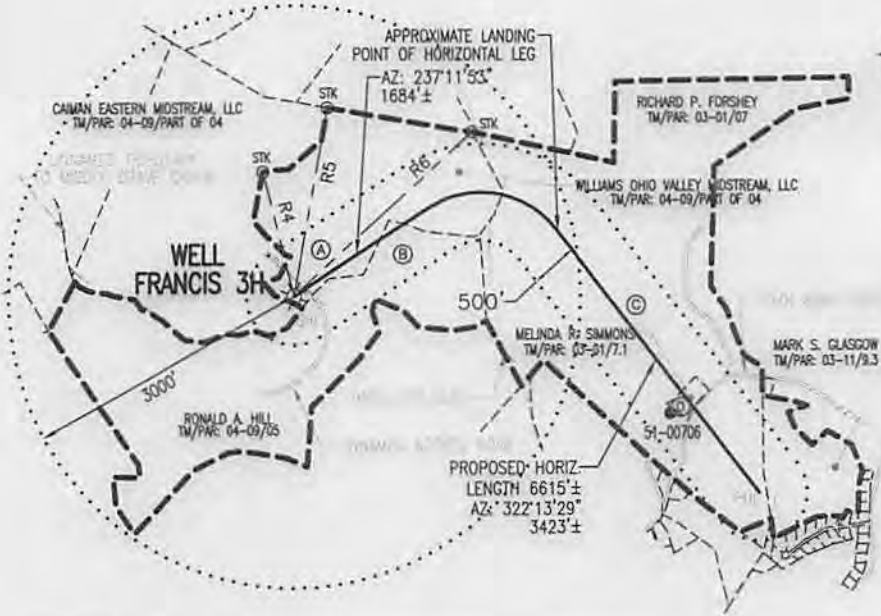 APPROXIMATE LANDING
POINT OF HORIZONTAL LEG
AZ: 237°11'53"
1684'±
CAIMAN EASTERN MIDSTREAM, LLC
TM/PAR: 04-09/PART OF 04
STK
STK
STK
RICHARD P. FORSHEY
TM/PAR: 03-01/07
R4
R5
R6
WILLIAMS OHIO VALLEY MIDSTREAM, LLC
TM/PAR: 04-09/PART OF 04
WELL
FRANCIS 3H
A
B
C
500'
MELINDA R. SIMMONS
TM/PAR: 03-01/7.1
MARK S. GLASGOW
TM/PAR: 03-11/9.3
3000'
RONALD A. HILL
TM/PAR: 04-09/05
51-00706
PROPOSED HORIZ
LENGTH 6615'±
AZ: 322°13'29"
3423'±